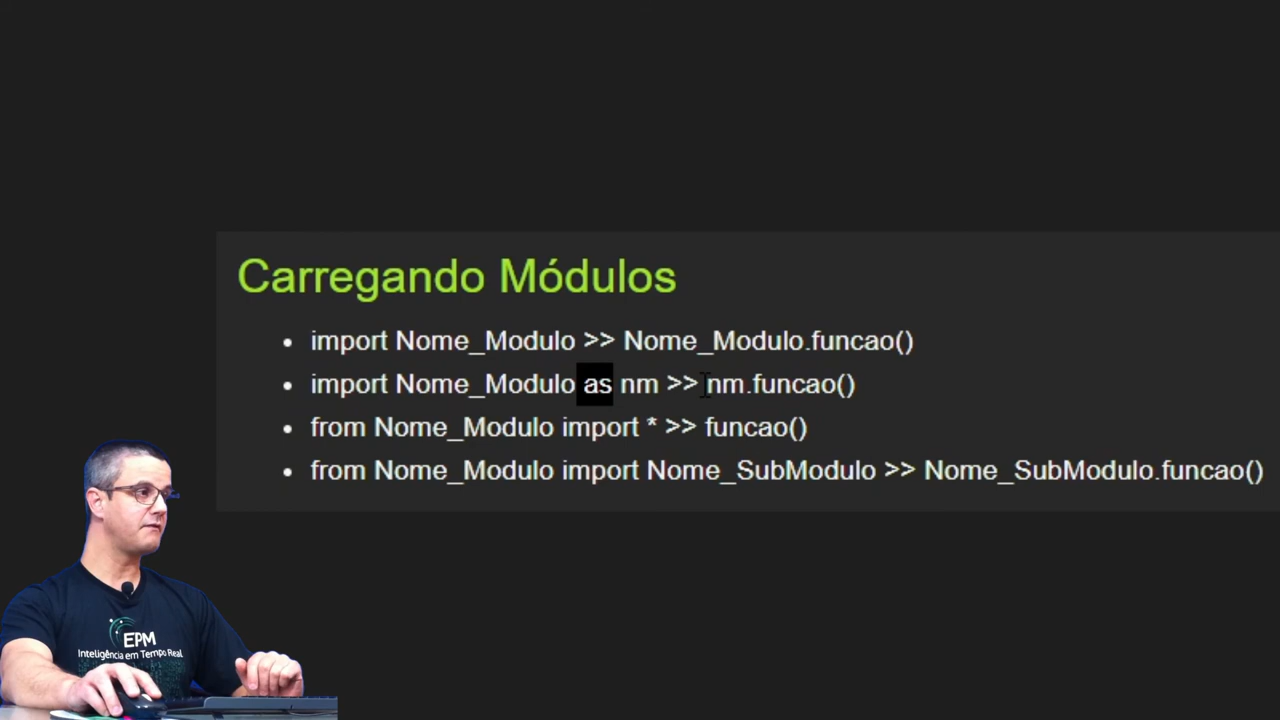 Carregando Módulos
• import Nome_Modulo >> Nome_Modulo.funcao()
• import Nome_Modulo as nm >> nm.funcao()
• from Nome_Modulo import * >> funcao()
• from Nome_Modulo import Nome_SubModulo >> Nome_SubModulo.funcao()
EPM
Inteligência em Tempo Real